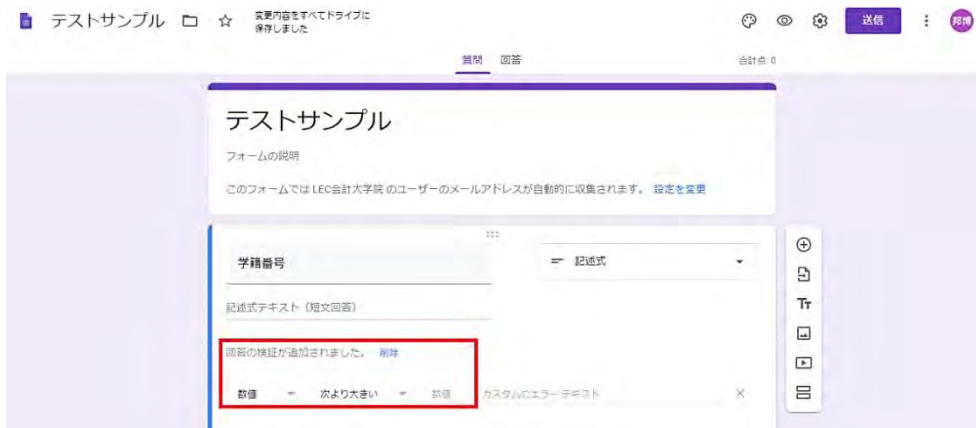 テストサンプル
変更内容をすべてドライブに
保存しました
送信
邦博
質問 回答
合計点: 0
テストサンプル
フォームの説明
このフォームでは LEC会計大学院 のユーザーのメールアドレスが自動的に収集されます。 設定を変更
学籍番号
記述式
記述式テキスト（短文回答）
回答の検証が追加されました。 削除
数値 次より大きい 数値 カスタムのエラー テキスト
Tт